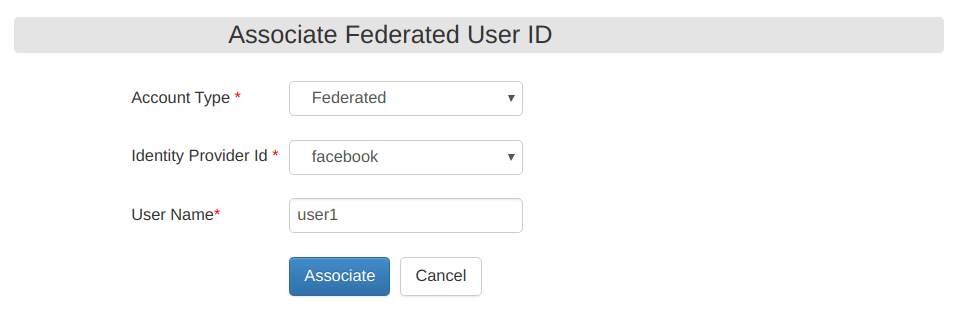 Associate Federated User ID
Account Type * Federated
Identity Provider Id * facebook
User Name* user1
Associate Cancel